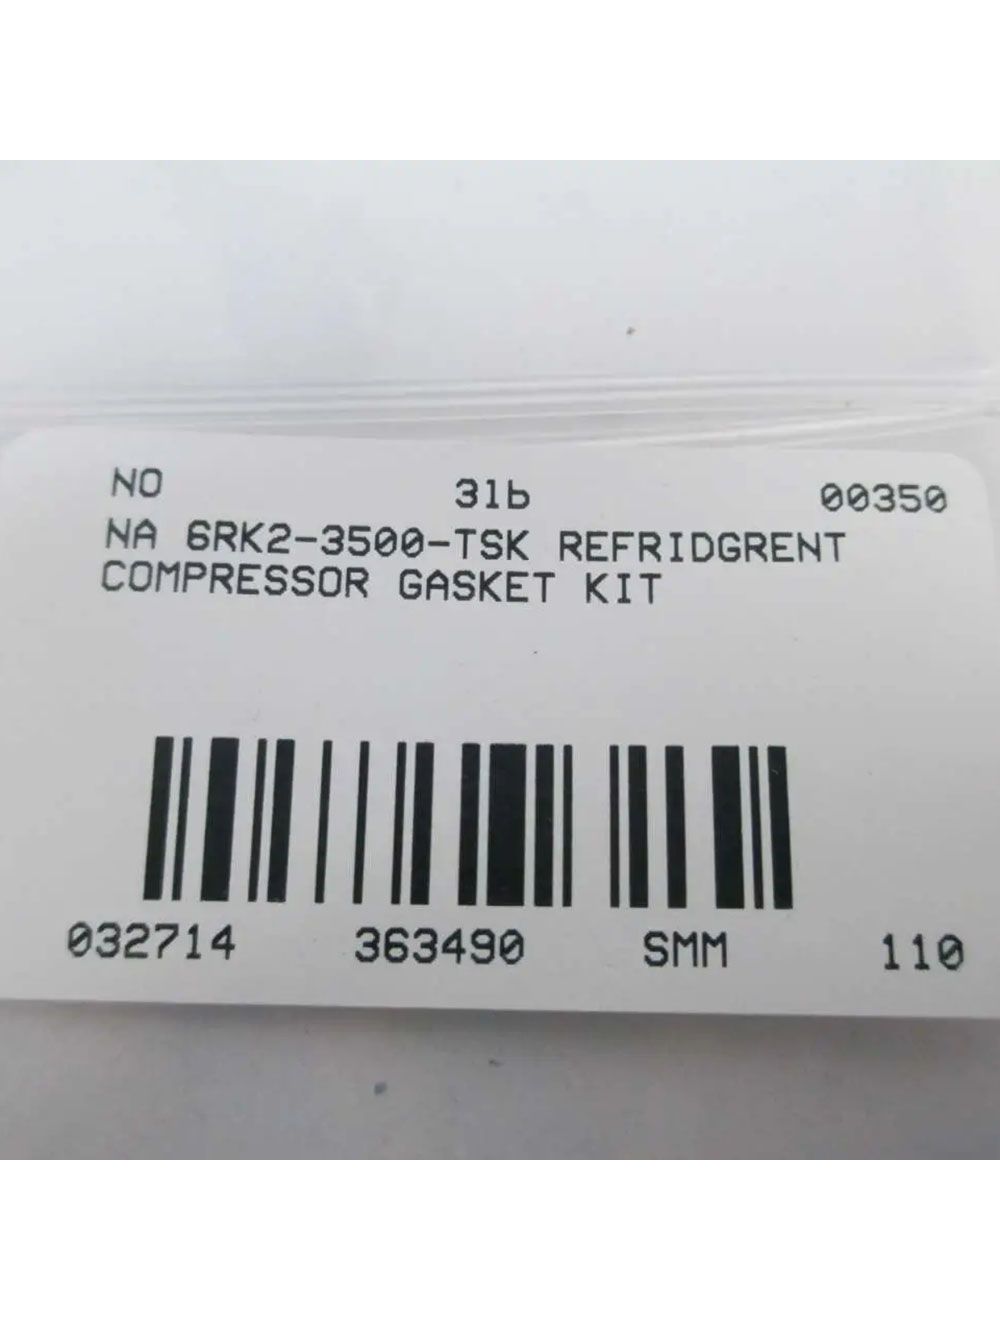 NO 31b 00350
NA 6RK2-3500-TSK REFRIDGRENT
COMPRESSOR GASKET KIT
032714 363490 SMM 110